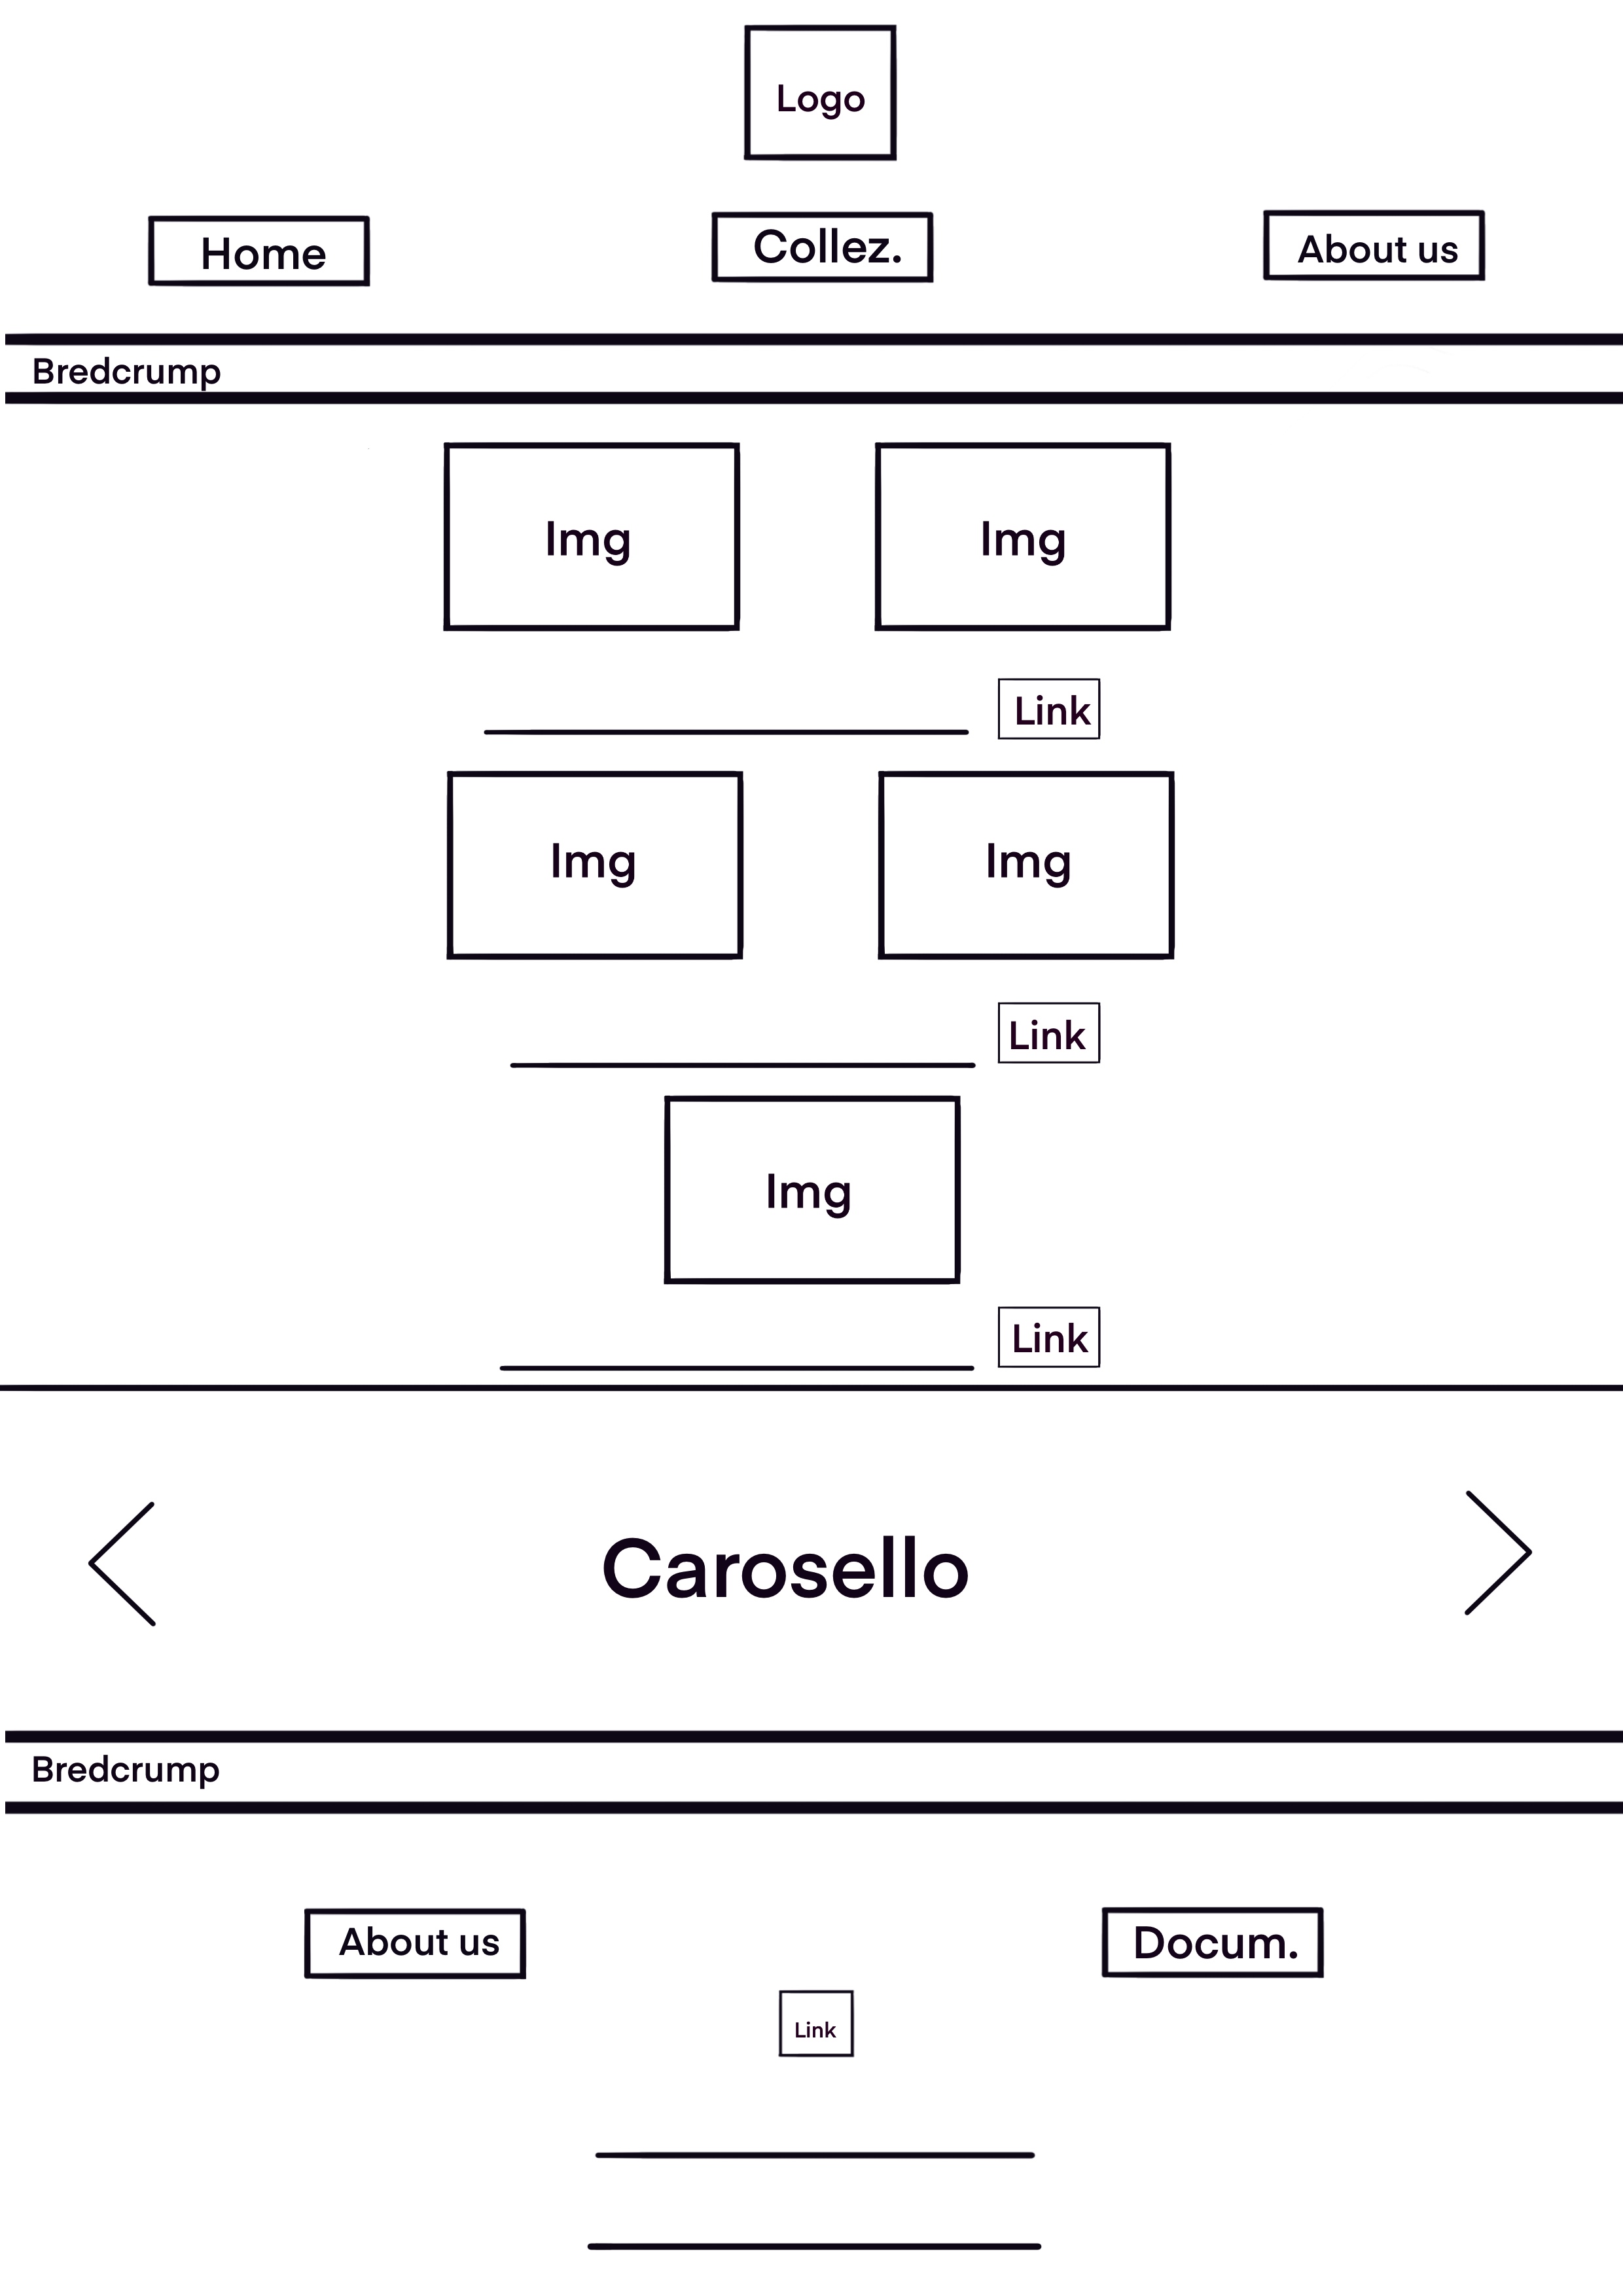 Logo
Home
Collez.
About us
Bredcrump
Img
Img
Link
Img
Img
Link
Img
Link
Carosello
Bredcrump
About us
Docum.
Link